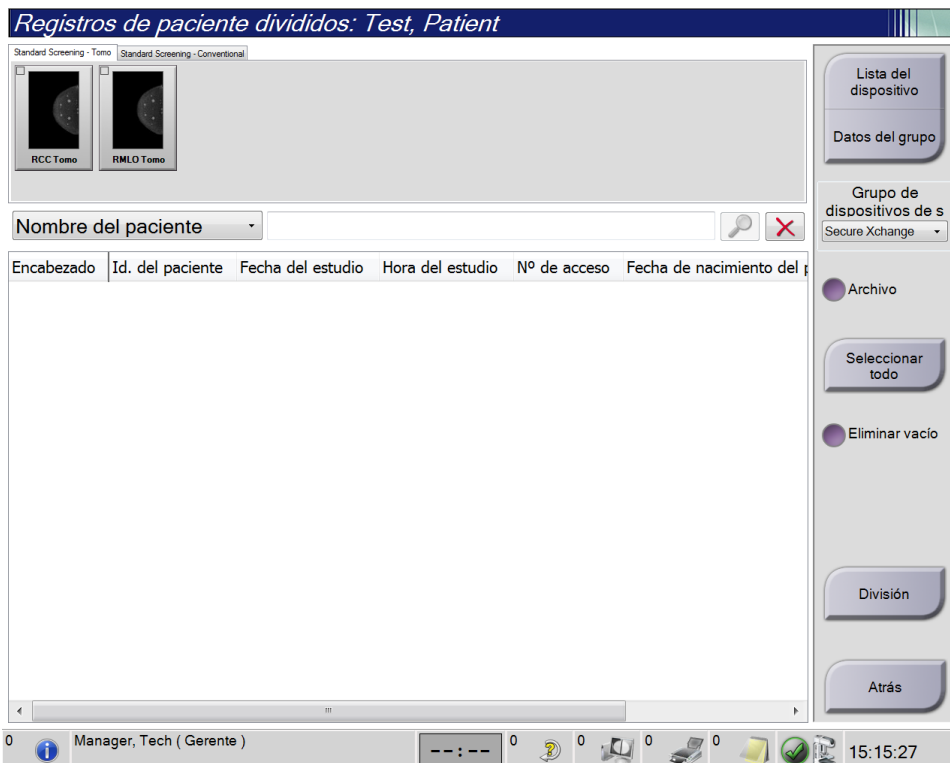 Registros de paciente divididos: Test, Patient
Standard Screening - Tomo
Standard Screening - Conventional
RCC Tomo
RMLO Tomo
Nombre del paciente
Encabezado
Id. del paciente
Fecha del estudio
Hora del estudio
Nº de acceso
Fecha de nacimiento del p
Lista del
dispositivo
Datos del grupo
Grupo de
dispositivos de s
Secure Xchange
Archivo
Seleccionar
todo
Eliminar vacío
División
Atrás
0
Manager, Tech ( Gerente )
--:--
0
0
0
0
15:15:27